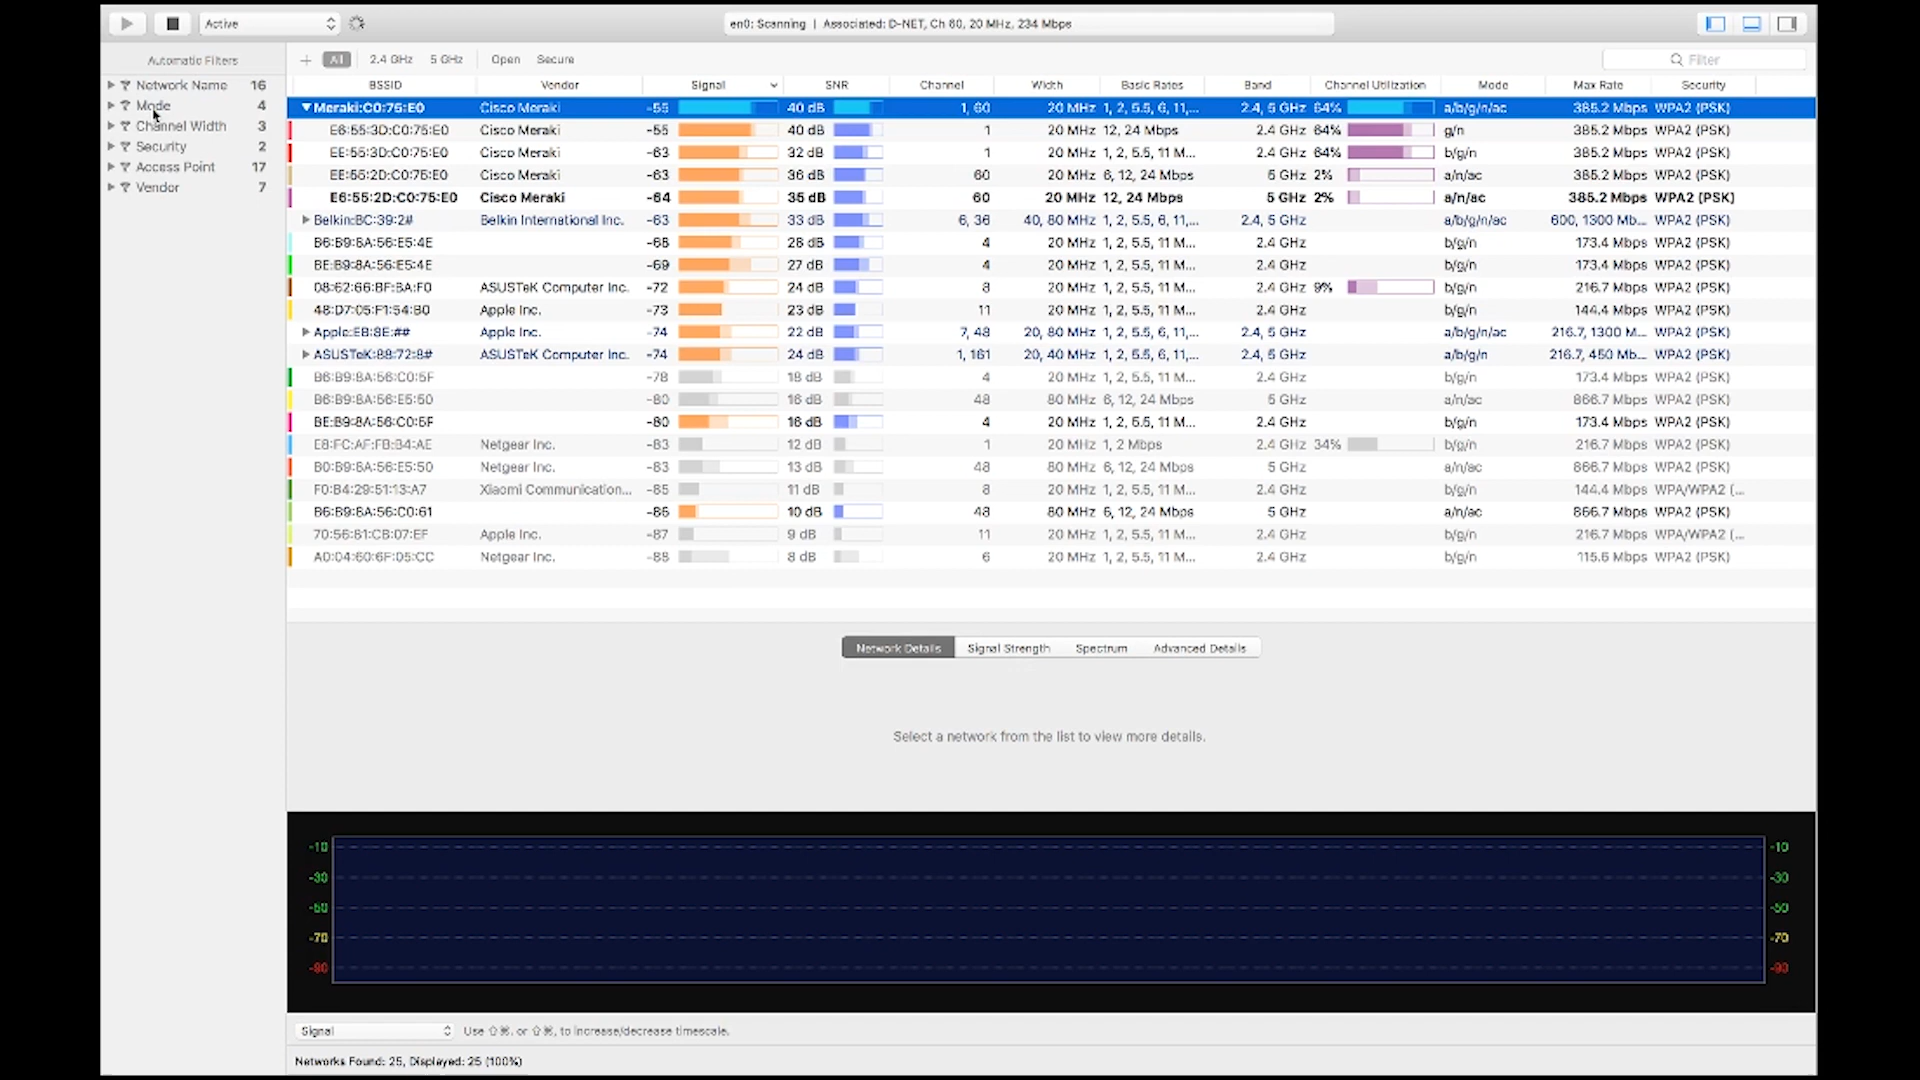 Active
en0: Scanning | Associated: D-NET, Ch 60, 20 MHz, 234 Mbps
Automatic Filters
Network Name 16
Mode 4
Channel Width 3
Security 2
Access Point 17
Vendor 7
+ All 2.4 GHz 5 GHz Open Secure Filter
BSSID Vendor Signal SNR Channel Width Basic Rates Band Channel Utilization Mode Max Rate Security
Meraki:C0:75:E0 Cisco Meraki -55 40 dB 1, 60 20 MHz 1, 2, 5.5, 6, 11,... 2.4, 5 GHz 64% a/b/g/n/ac 385.2 Mbps WPA2 (PSK)
E6:55:3D:C0:75:E0 Cisco Meraki -55 40 dB 1 20 MHz 12, 24 Mbps 2.4 GHz 64% g/n 385.2 Mbps WPA2 (PSK)
EE:55:3D:C0:75:E0 Cisco Meraki -63 32 dB 1 20 MHz 1, 2, 5.5, 11 M... 2.4 GHz 64% b/g/n 385.2 Mbps WPA2 (PSK)
EE:55:2D:C0:75:E0 Cisco Meraki -63 36 dB 60 20 MHz 6, 12, 24 Mbps 5 GHz 2% a/n/ac 385.2 Mbps WPA2 (PSK)
E6:55:2D:C0:75:E0 Cisco Meraki -64 35 dB 60 20 MHz 12, 24 Mbps 5 GHz 2% a/n/ac 385.2 Mbps WPA2 (PSK)
Belkin:BC:39:2# Belkin International Inc. -63 33 dB 6, 36 40, 80 MHz 1, 2, 5.5, 6, 11,... 2.4, 5 GHz a/b/g/n/ac 600, 1300 Mb... WPA2 (PSK)
B6:B9:8A:56:E5:4E -68 28 dB 4 20 MHz 1, 2, 5.5, 11 M... 2.4 GHz b/g/n 173.4 Mbps WPA2 (PSK)
BE:B9:8A:56:E5:4E -69 27 dB 4 20 MHz 1, 2, 5.5, 11 M... 2.4 GHz b/g/n 173.4 Mbps WPA2 (PSK)
08:62:66:BF:BA:F0 ASUSTeK Computer Inc. -72 24 dB 8 20 MHz 1, 2, 5.5, 11 M... 2.4 GHz 9% b/g/n 216.7 Mbps WPA2 (PSK)
48:D7:05:F1:54:B0 Apple Inc. -73 23 dB 11 20 MHz 1, 2, 5.5, 11 M... 2.4 GHz b/g/n 144.4 Mbps WPA2 (PSK)
Apple:EB:8E:## Apple Inc. -74 22 dB 7, 48 20, 80 MHz 1, 2, 5.5, 6, 11,... 2.4, 5 GHz a/b/g/n/ac 216.7, 1300 M... WPA2 (PSK)
ASUSTeK:88:72:8# ASUSTeK Computer Inc. -74 24 dB 1, 161 20, 40 MHz 1, 2, 5.5, 6, 11,... 2.4, 5 GHz a/b/g/n 216.7, 450 Mb... WPA2 (PSK)
B6:B9:8A:56:C0:5F -78 18 dB 4 20 MHz 1, 2, 5.5, 11 M... 2.4 GHz b/g/n 173.4 Mbps WPA2 (PSK)
B6:B9:8A:56:E5:50 -80 16 dB 48 80 MHz 6, 12, 24 Mbps 5 GHz a/n/ac 866.7 Mbps WPA2 (PSK)
BE:B9:8A:56:C0:5F -80 16 dB 4 20 MHz 1, 2, 5.5, 11 M... 2.4 GHz b/g/n 173.4 Mbps WPA2 (PSK)
E8:FC:AF:FB:B4:AE Netgear Inc. -83 12 dB 1 20 MHz 1, 2 Mbps 2.4 GHz 34% b/g/n 216.7 Mbps WPA2 (PSK)
B0:B9:8A:56:E5:50 Netgear Inc. -83 13 dB 48 80 MHz 6, 12, 24 Mbps 5 GHz a/n/ac 866.7 Mbps WPA2 (PSK)
F0:B4:29:51:13:A7 Xiaomi Communication... -85 11 dB 8 20 MHz 1, 2, 5.5, 11 M... 2.4 GHz b/g/n 144.4 Mbps WPA/WPA2 (...
B6:B9:8A:56:C0:61 -86 10 dB 48 80 MHz 6, 12, 24 Mbps 5 GHz a/n/ac 866.7 Mbps WPA2 (PSK)
70:56:81:CB:07:EF Apple Inc. -87 9 dB 11 20 MHz 1, 2, 5.5, 11 M... 2.4 GHz b/g/n 216.7 Mbps WPA/WPA2 (...
A0:04:60:6F:05:CC Netgear Inc. -88 8 dB 6 20 MHz 1, 2, 5.5, 11 M... 2.4 GHz b/g/n 115.6 Mbps WPA2 (PSK)
Network Details Signal Strength Spectrum Advanced Details
Select a network from the list to view more details.
-10 -10
-30 -30
-50 -50
-70 -70
-90 -90
Signal Use ⇧⌘. or ⇧⌘, to increase/decrease timescale.
Networks Found: 25, Displayed: 25 (100%)